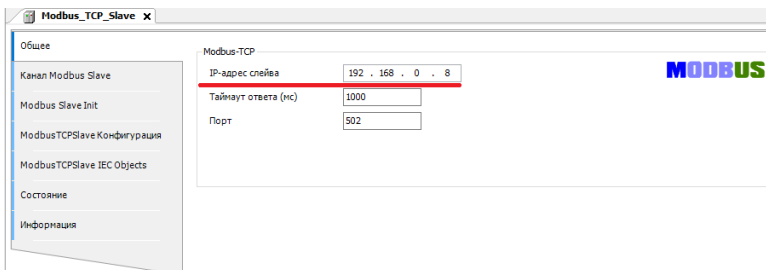 Modbus_TCP_Slave X
Общее
Канал Modbus Slave
Modbus Slave Init
ModbusTCPSlave Конфигурация
ModbusTCPSlave IEC Objects
Состояние
Информация
Modbus-TCP
IP-адрес слейва 192 . 168 . 0 . 8
Таймаут ответа (мс) 1000
Порт 502
MODBUS